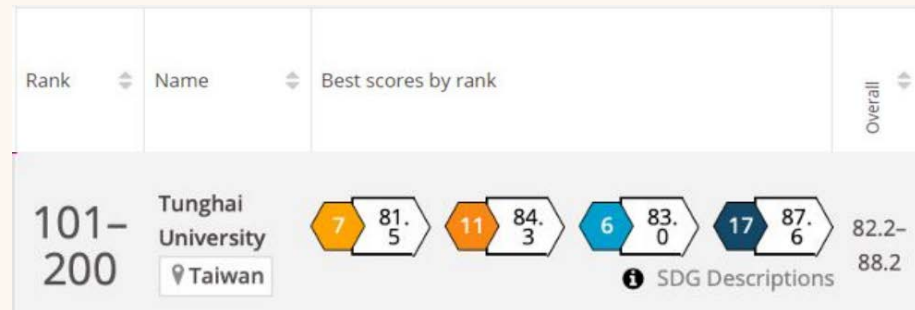 Rank Name Best scores by rank Overall
101–
200
Tunghai
University
Taiwan
7 81.
5
11 84.
3
6 83.
0
17 87.
6
SDG Descriptions
82.2–
88.2